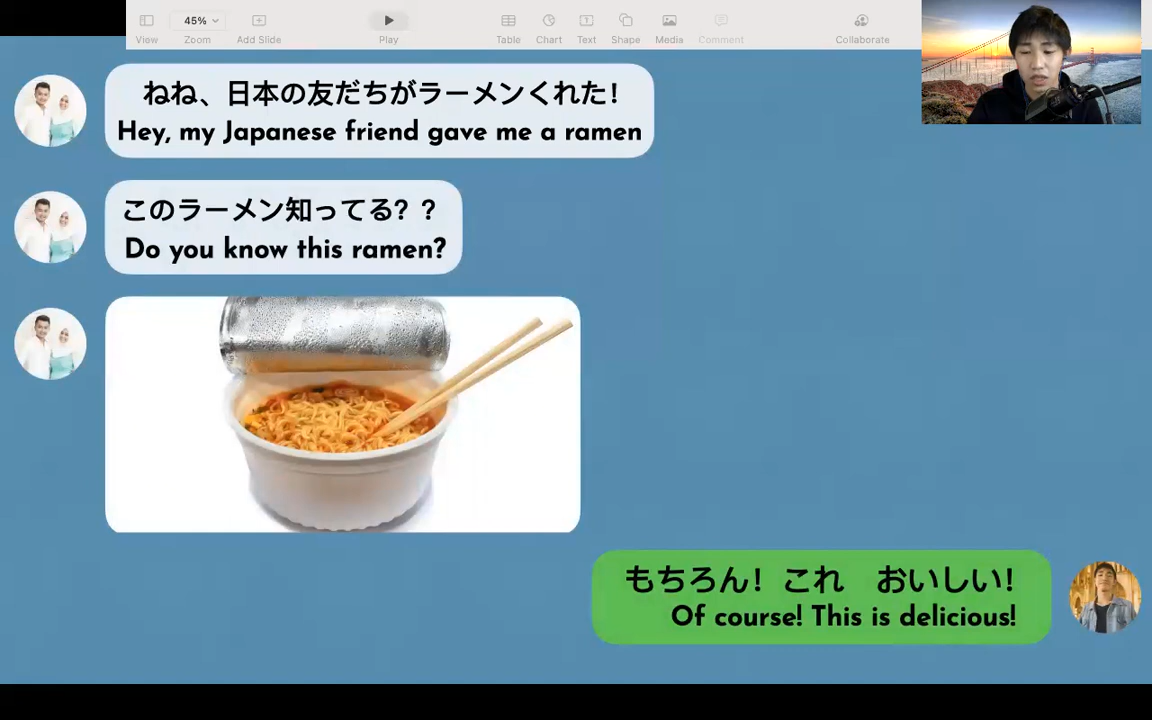 45%
View
Zoom
Add Slide
Play
Table
Chart
Text
Shape
Media
Comment
Collaborate
ねね、日本の友だちがラーメンくれた!
Hey, my Japanese friend gave me a ramen
このラーメン知ってる? ?
Do you know this ramen?
もちろん! これ　おいしい!
Of course! This is delicious!